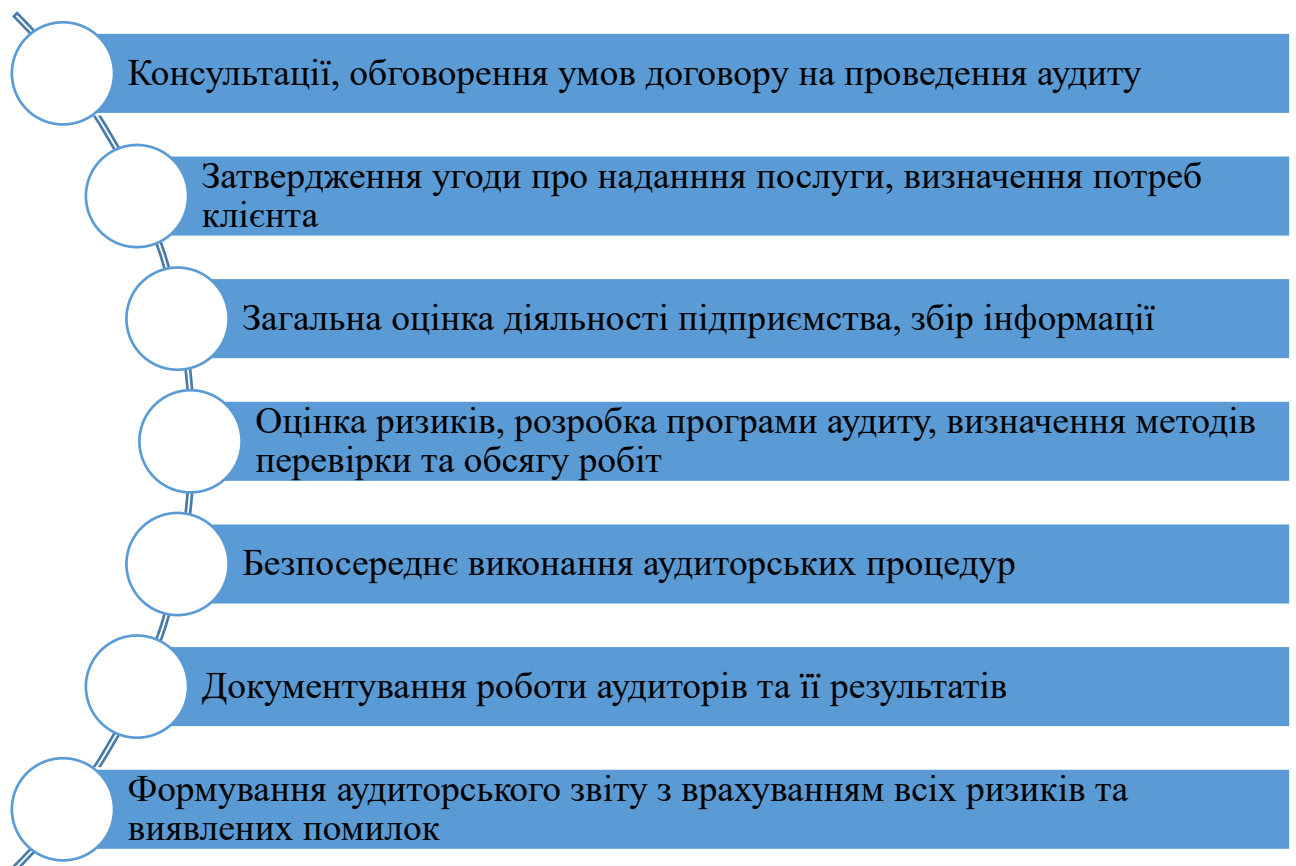 Консультації, обговорення умов договору на проведення аудиту
Затвердження угоди про наданння послуги, визначення потреб
клієнта
Загальна оцінка діяльності підприємства, збір інформації
Оцінка ризиків, розробка програми аудиту, визначення методів
перевірки та обсягу робіт
Безпосереднє виконання аудиторських процедур
Документування роботи аудиторів та її результатів
Формування аудиторського звіту з врахуванням всіх ризиків та
виявлених помилок